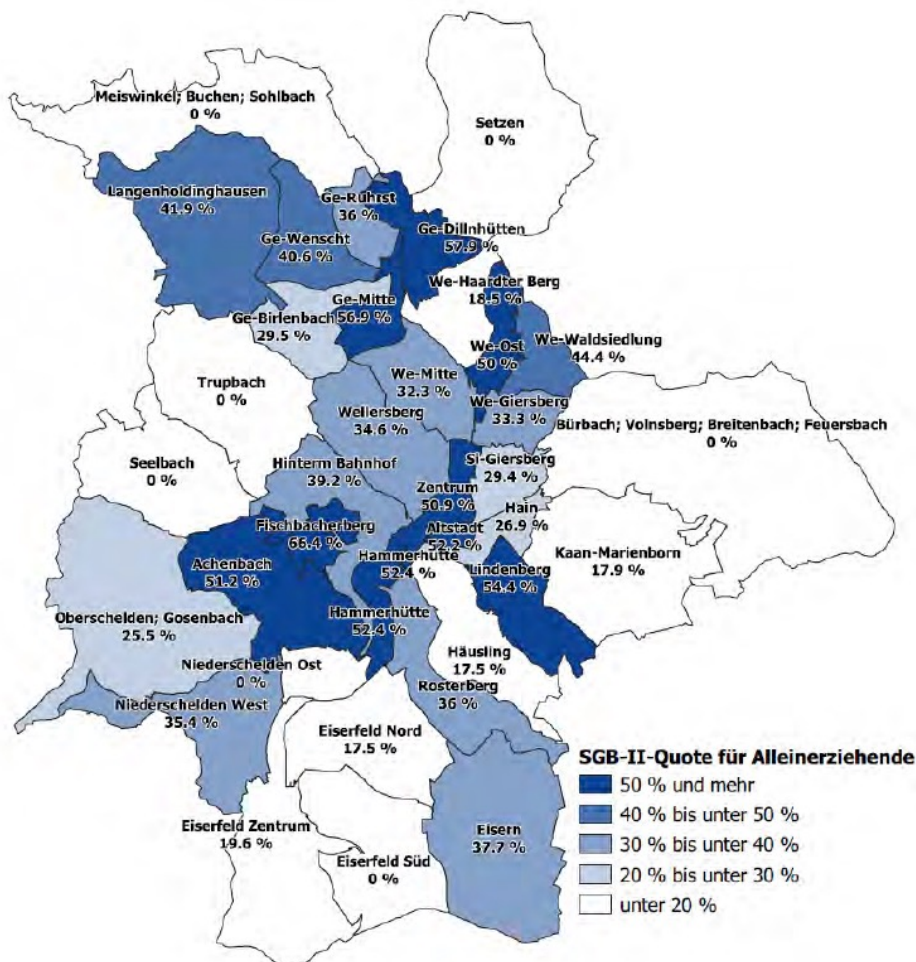 Meiswinkel; Buchen; Sohlbach
0 %
Setzen
0 %
Langenholdinghausen
41.9 %
Ge-Ruhrst
36 %
Ge-Dillnhütten
57.9 %
Ge-Wenscht
40.6 %
We-Haardter Berg
18.5 %
Ge-Mitte
56.9 %
Ge-Birlenbach
29.5 %
We-Ost
50 %
We-Waldsiedlung
44.4 %
We-Mitte
32.3 %
Trupbach
0 %
We-Giersberg
33.3 %
Wellersberg
34.6 %
Bürbach; Volnsberg; Breitenbach; Feuersbach
0 %
Seelbach
0 %
Hinterm Bahnhof
39.2 %
Si-Giersberg
29.4 %
Zentrum
50.9 %
Hain
26.9 %
Fischbacherberg
66.4 %
Altstadt
52.2 %
Hammerhütte
52.4 %
Kaan-Marienborn
17.9 %
Achenbach
51.2 %
Lindenberg
54.4 %
Oberschelden; Gosenbach
25.5 %
Hammerhütte
52.4 %
Häusling
17.5 %
Niederschelden Ost
0 %
Rosterberg
36 %
Niederschelden West
35.4 %
Eiserfeld Nord
17.5 %
Eiserfeld Zentrum
19.6 %
Eisern
37.7 %
Eiserfeld Süd
0 %
SGB-II-Quote für Alleinerziehende
50 % und mehr
40 % bis unter 50 %
30 % bis unter 40 %
20 % bis unter 30 %
unter 20 %